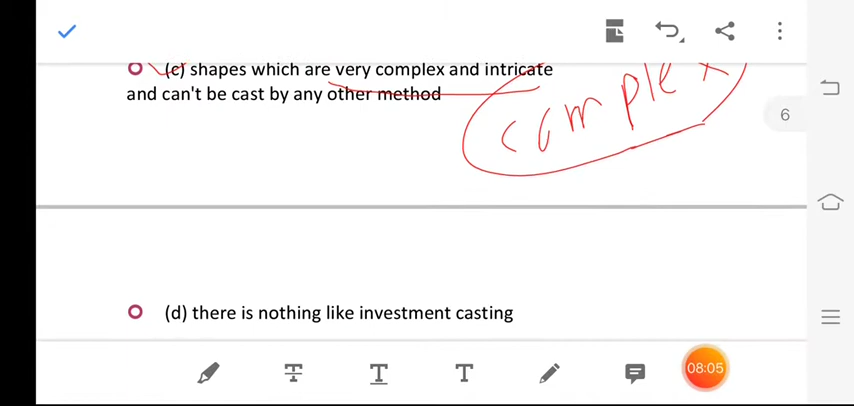 (c) shapes which are very complex and intricate
and can't be cast by any other method
complex
6
(d) there is nothing like investment casting
T
T
T
08:05